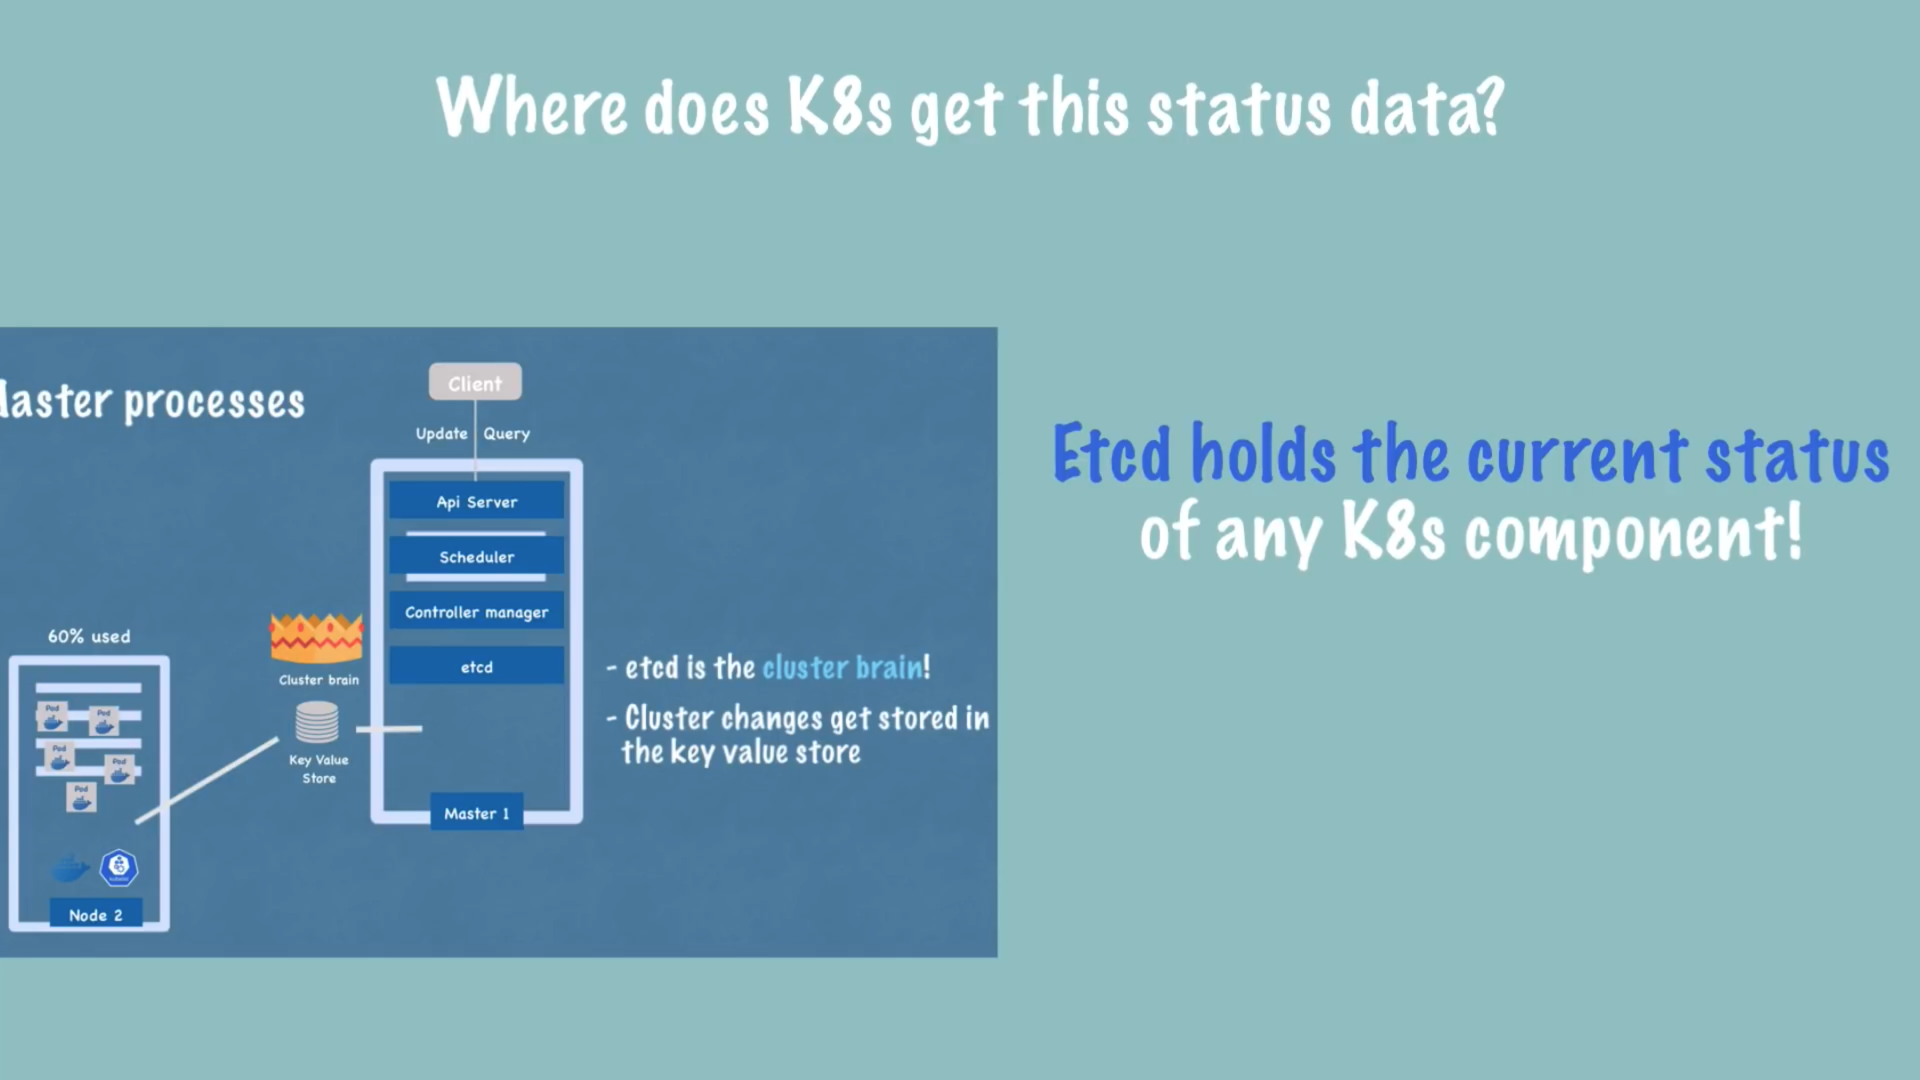 Where does K8s get this status data?
Master processes
Client
Update Query
Api Server
Scheduler
Controller manager
etcd
Master 1
Cluster brain
Key Value
Store
60% used
Pod
Pod
Pod
Pod
Pod
Node 2
- etcd is the cluster brain!
- Cluster changes get stored in
the key value store
Etcd holds the current status
of any K8s component!